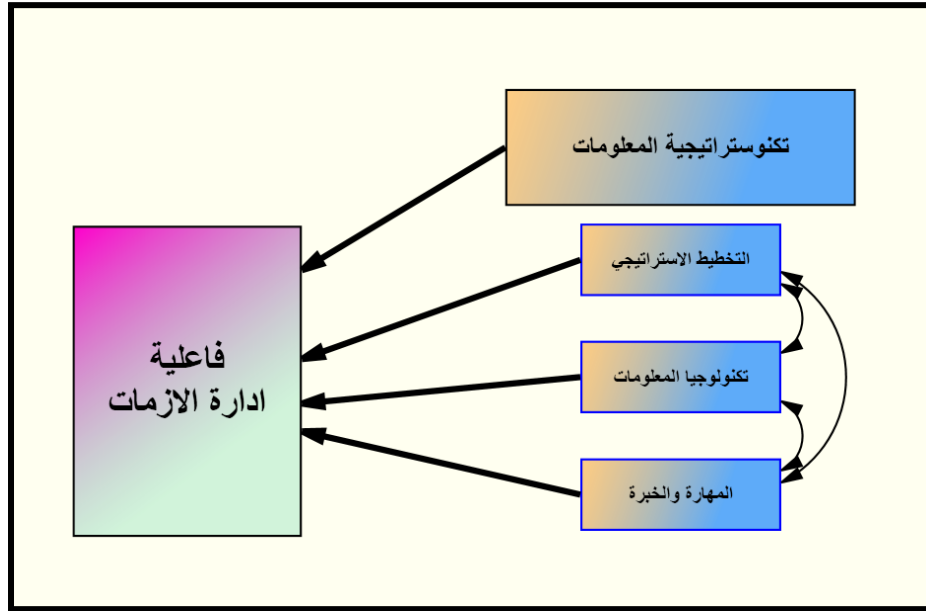 تكنوستراتيجية المعلومات
التخطيط الاستراتيجي
تكنولوجيا المعلومات
المهارة والخبرة
فاعلية
ادارة الازمات